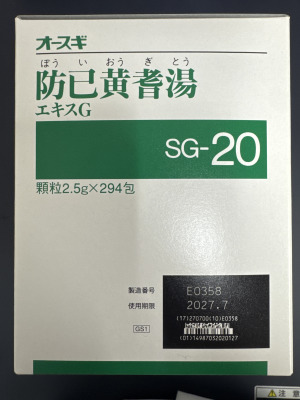 オースギ
ぼう い おう ぎ とう
防已黄耆湯
エキスG
SG-20
顆粒2.5g×294包
製造番号 E0358
使用期限 2027.7
(17)270700(10)E0358
GS1
(01)14987032020127
注 意